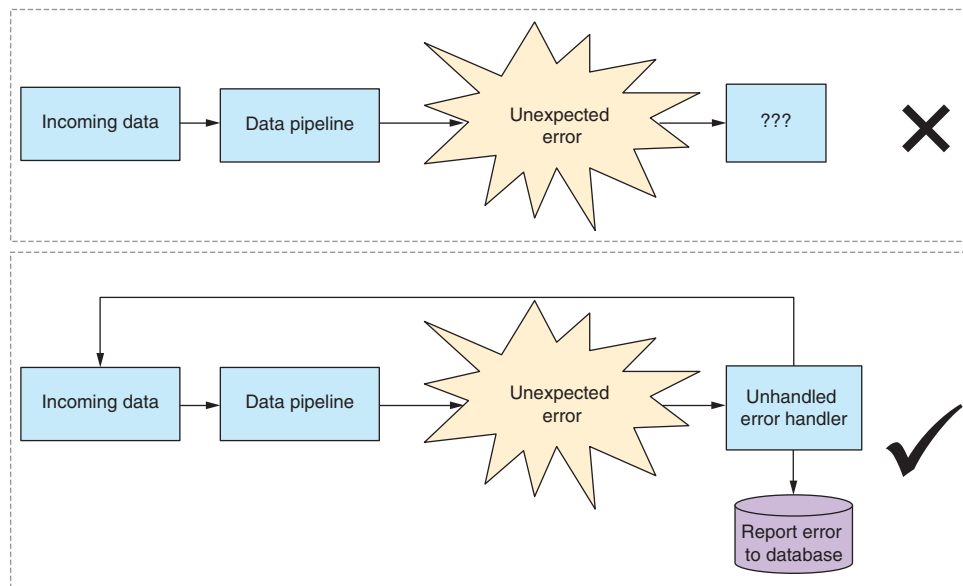 Incoming data
Data pipeline
Unexpected
error
???
Incoming data
Data pipeline
Unexpected
error
Unhandled
error handler
Report error
to database